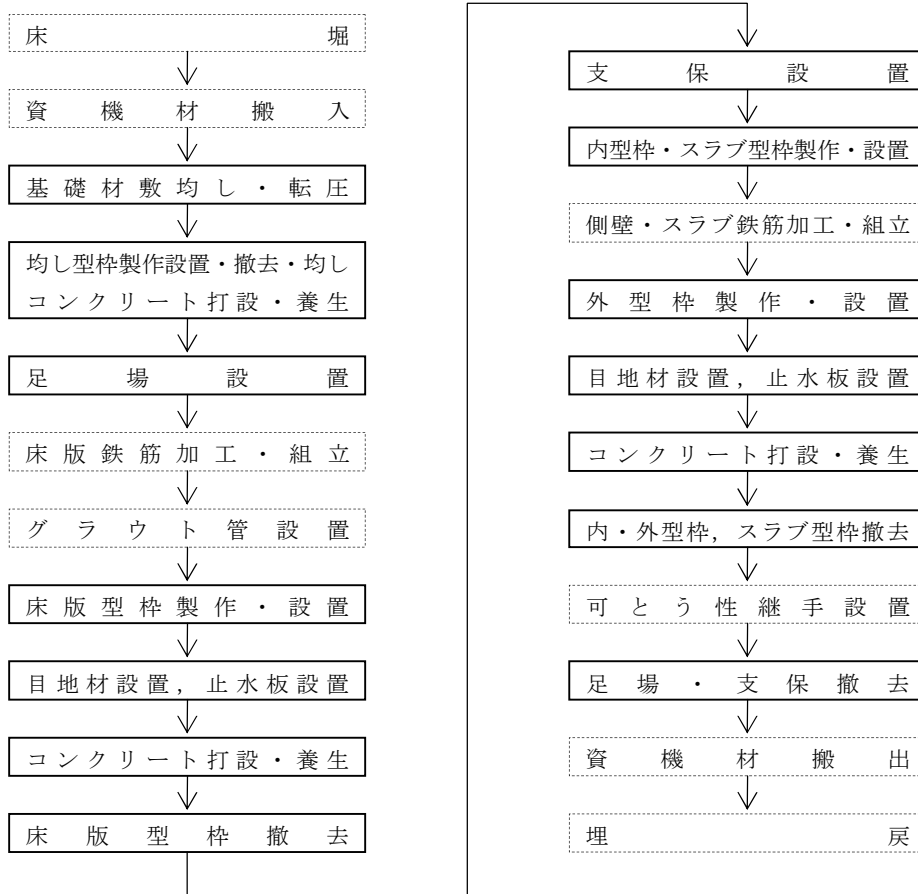 床堀
資機材搬入
基礎材敷均し・転圧
均し型枠製作設置・撤去・均し
コンクリート打設・養生
足場設置
床版鉄筋加工・組立
グラウト管設置
床版型枠製作・設置
目地材設置，止水板設置
コンクリート打設・養生
床版型枠撤去
支保設置
内型枠・スラブ型枠製作・設置
側壁・スラブ鉄筋加工・組立
外型枠製作・設置
目地材設置，止水板設置
コンクリート打設・養生
内・外型枠，スラブ型枠撤去
可とう性継手設置
足場・支保撤去
資機材搬出
埋戻